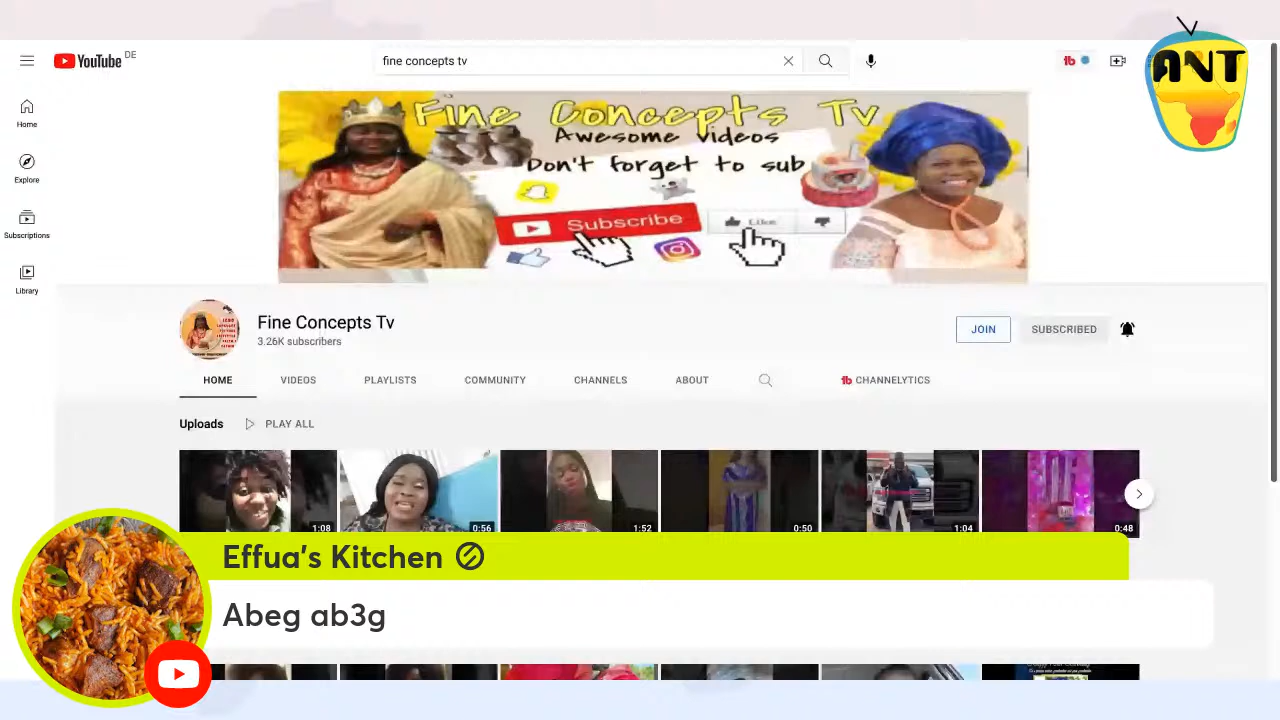 YouTube DE
fine concepts tv
ANT
Home
Explore
Subscriptions
Library
Fine Concepts Tv
Awesome videos
Don't forget to sub
Subscribe
Like
Fine Concepts Tv
3.26K subscribers
JOIN
SUBSCRIBED
HOME
VIDEOS
PLAYLISTS
COMMUNITY
CHANNELS
ABOUT
CHANNELYTICS
Uploads
PLAY ALL
1:08
0:56
1:52
0:50
1:04
0:48
Effua's Kitchen
Abeg ab3g